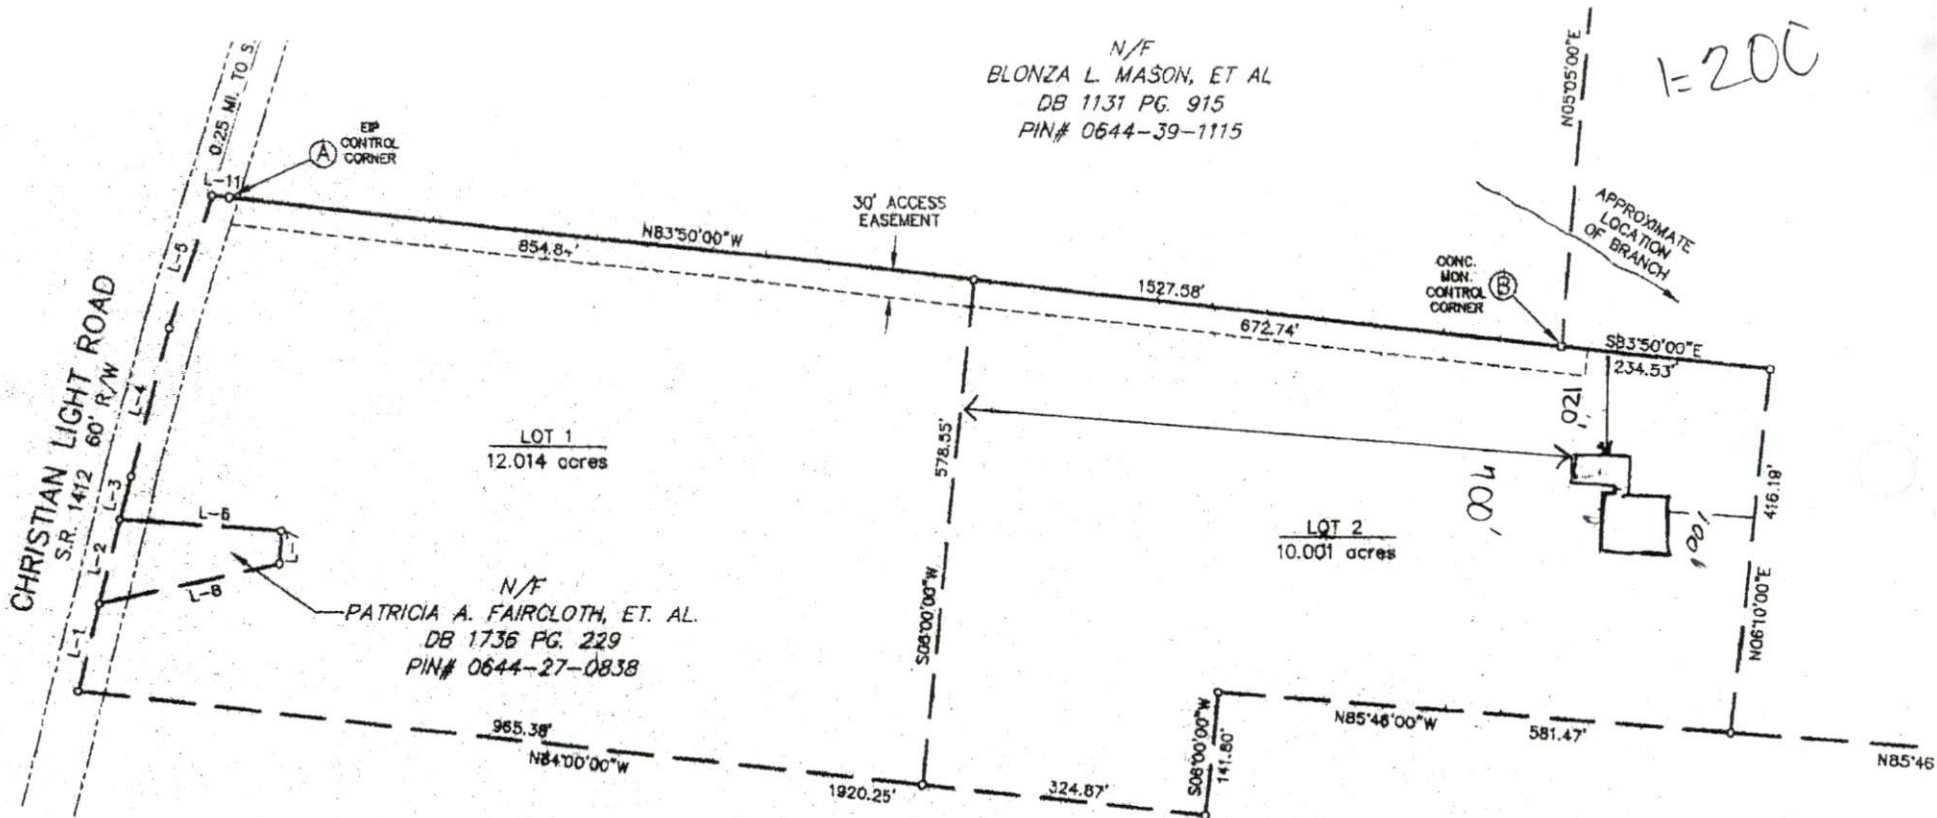 1=200
N/F
BLONZA L. MASON, ET AL
DB 1131 PG. 915
PIN# 0644-39-1115
N05°05'00"E
0.25 MI. TO S.
EIP
CONTROL
CORNER
A
L-11
30' ACCESS
EASEMENT
N83°50'00"W
854.84'
APPROXIMATE
LOCATION
OF BRANCH
CONC.
MON.
CONTROL
CORNER
B
1527.58'
672.74'
S83°50'00"E
234.53'
L-5
CHRISTIAN LIGHT ROAD
S.R. 1412 60' R/W
L-4
L-3
L-2
L-1
L-6
L-7
L-8
LOT 1
12.014 acres
578.55'
120'
400'
100'
416.19'
LOT 2
10.001 acres
N/F
PATRICIA A. FAIRCLOTH, ET. AL.
DB 1736 PG. 229
PIN# 0644-27-0838
S06°00'00"W
N06°10'00"E
965.38'
N84°00'00"W
1920.25'
324.87'
S06°00'00"W
141.80'
N85°46'00"W
581.47'
N85°46